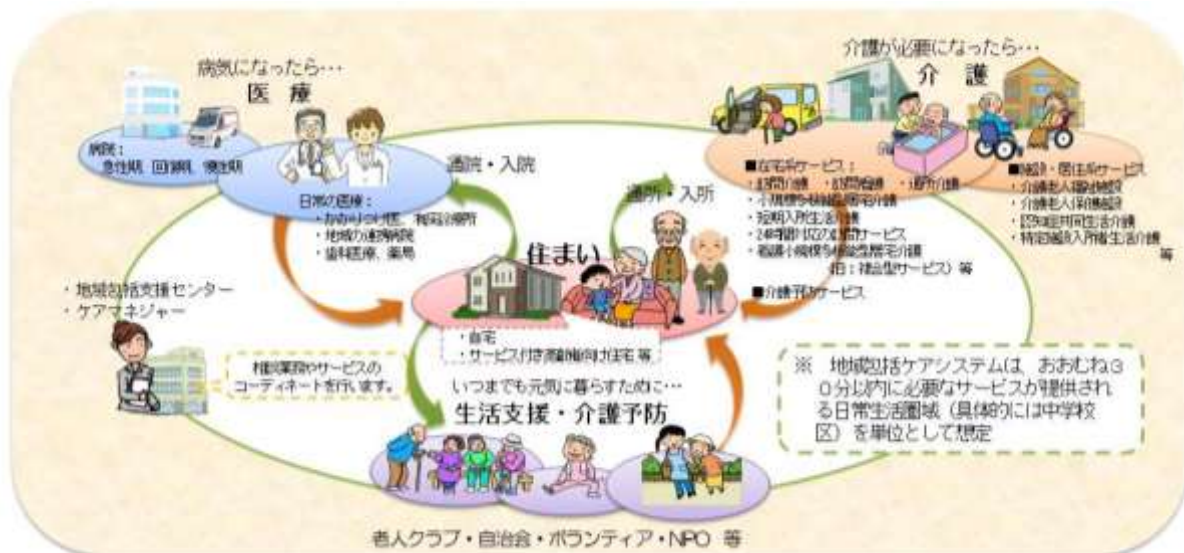 病気になったら…
医 療
病院：
急性期、回復期、慢性期
日常の医療：
・かかりつけ医、有床診療所
・地域の連携病院
・歯科医療、薬局
通院・入院
介護が必要になったら…
介 護
■在宅系サービス：
・訪問介護 ・訪問看護 ・通所介護
・小規模多機能型居宅介護
・短期入所生活介護
・24時間対応の訪問サービス
・看護小規模多機能型居宅介護
（旧：複合型サービス）等
■介護予防サービス
■施設・居住系サービス
・介護老人福祉施設
・介護老人保健施設
・認知症共同生活介護
・特定施設入所者生活介護
等
通所・入所
住まい
・自宅
・サービス付き高齢者向け住宅 等
・地域包括支援センター
・ケアマネジャー
相談業務やサービスの
コーディネートを行います。
いつまでも元気に暮らすために…
生活支援・介護予防
老人クラブ・自治会・ボランティア・NPO 等
※ 地域包括ケアシステムは、おおむね３
０分以内に必要なサービスが提供され
る日常生活圏域（具体的には中学校
区）を単位として想定